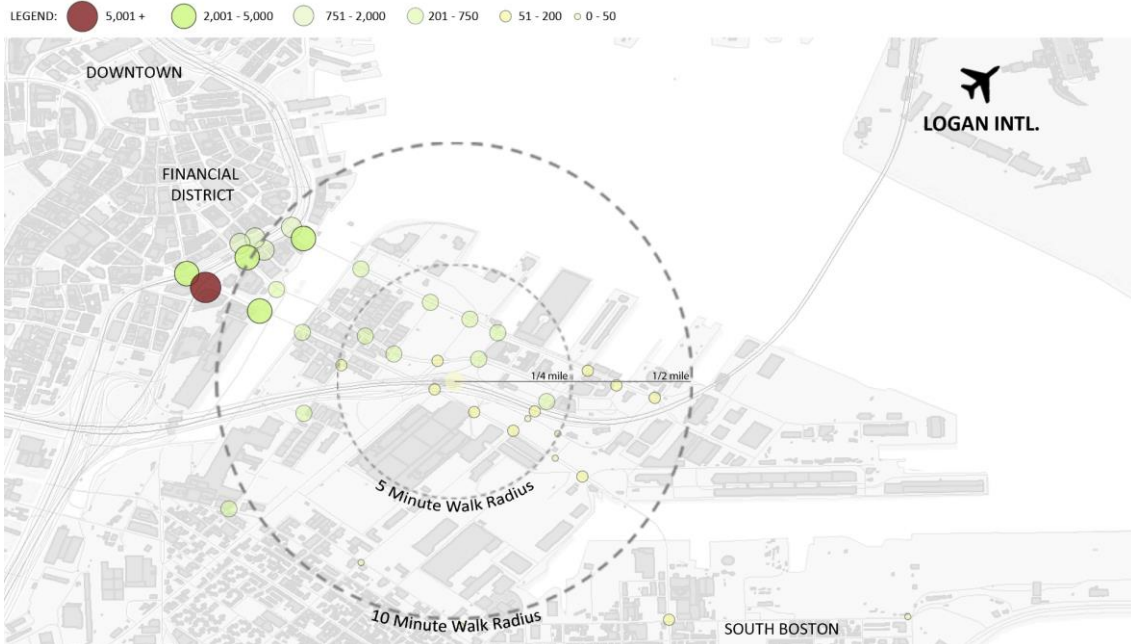 LEGEND: 5,001 + 2,001 - 5,000 751 - 2,000 201 - 750 51 - 200 0 - 50
DOWNTOWN
LOGAN INTL.
FINANCIAL
DISTRICT
1/4 mile 1/2 mile
5 Minute Walk Radius
10 Minute Walk Radius
SOUTH BOSTON